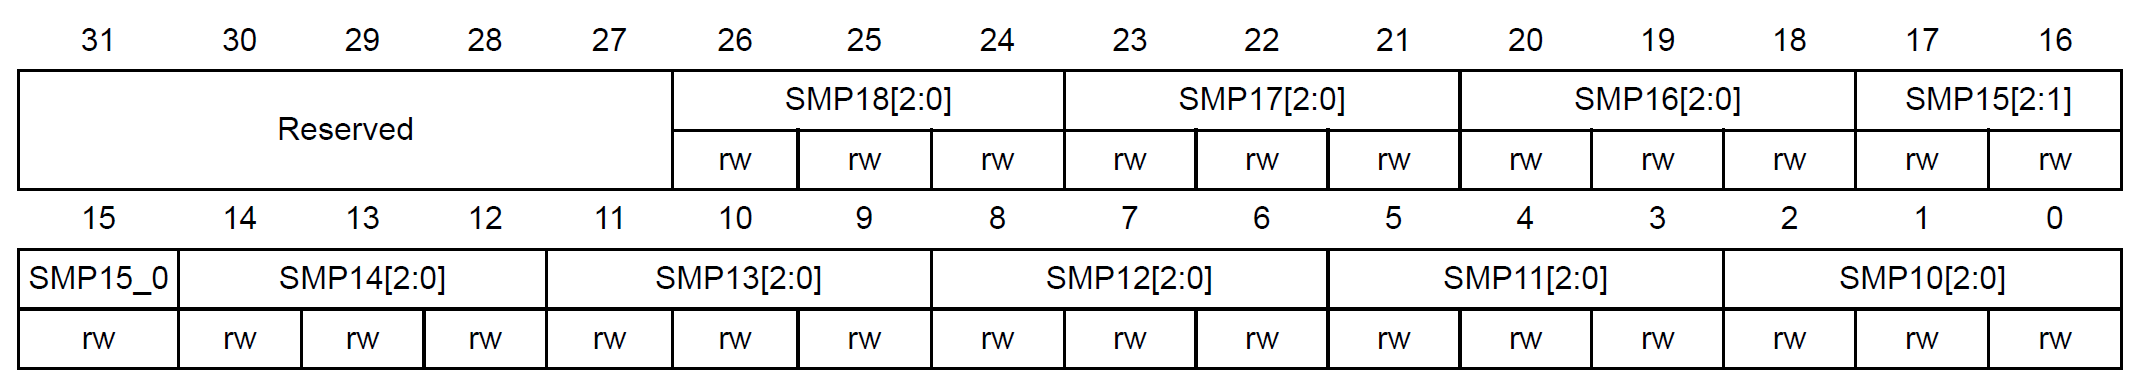 31 30 29 28 27 26 25 24 23 22 21 20 19 18 17 16
Reserved SMP18[2:0] SMP17[2:0] SMP16[2:0] SMP15[2:1]
rw rw rw rw rw rw rw rw rw rw rw
15 14 13 12 11 10 9 8 7 6 5 4 3 2 1 0
SMP15_0 SMP14[2:0] SMP13[2:0] SMP12[2:0] SMP11[2:0] SMP10[2:0]
rw rw rw rw rw rw rw rw rw rw rw rw rw rw rw rw